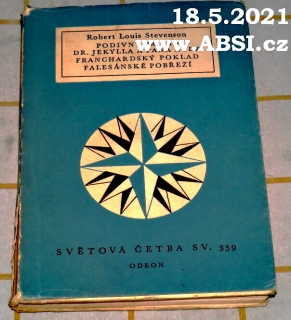 18.5.2021
www.ABSI.cz
Robert Louis Stevenson
PODIVNÝ
DR. JEKYLLA A
FRANCHARDSKÝ POKLAD
FALESÁNSKÉ POBŘEŽÍ
SVĚTOVÁ ČETBA SV. 359
ODEON